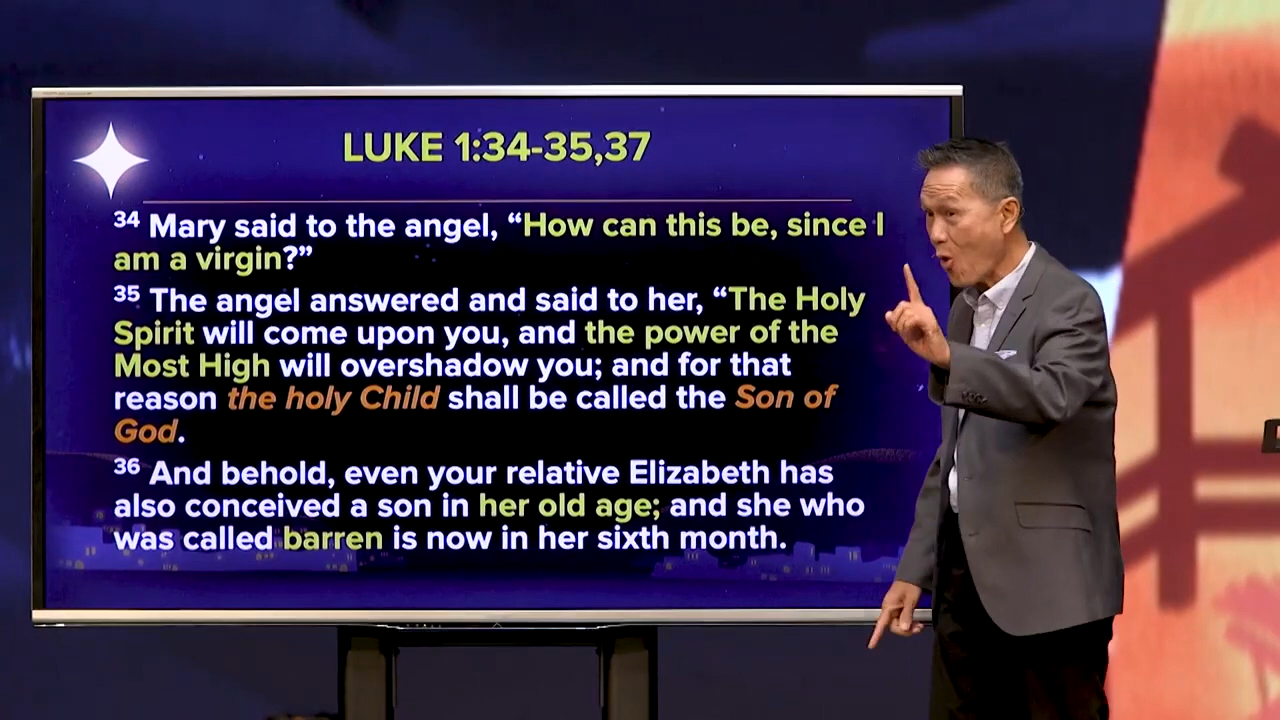 LUKE 1:34-35,37
34 Mary said to the angel, “How can this be, since I
am a virgin?”
35 The angel answered and said to her, “The Holy
Spirit will come upon you, and the power of the
Most High will overshadow you; and for that
reason the holy Child shall be called the Son of
God.
36 And behold, even your relative Elizabeth has
also conceived a son in her old age; and she who
was called barren is now in her sixth month.